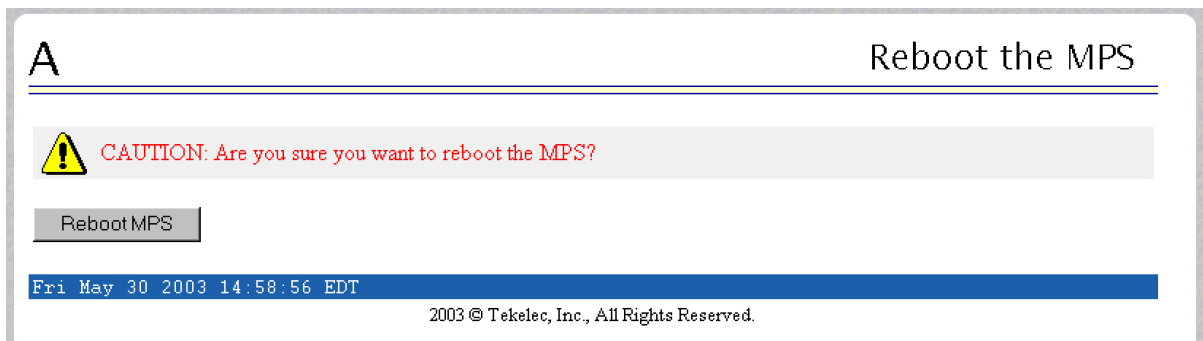 A
Reboot the MPS
CAUTION: Are you sure you want to reboot the MPS?
Reboot MPS
Fri May 30 2003 14:58:56 EDT
2003 © Tekelec, Inc., All Rights Reserved.